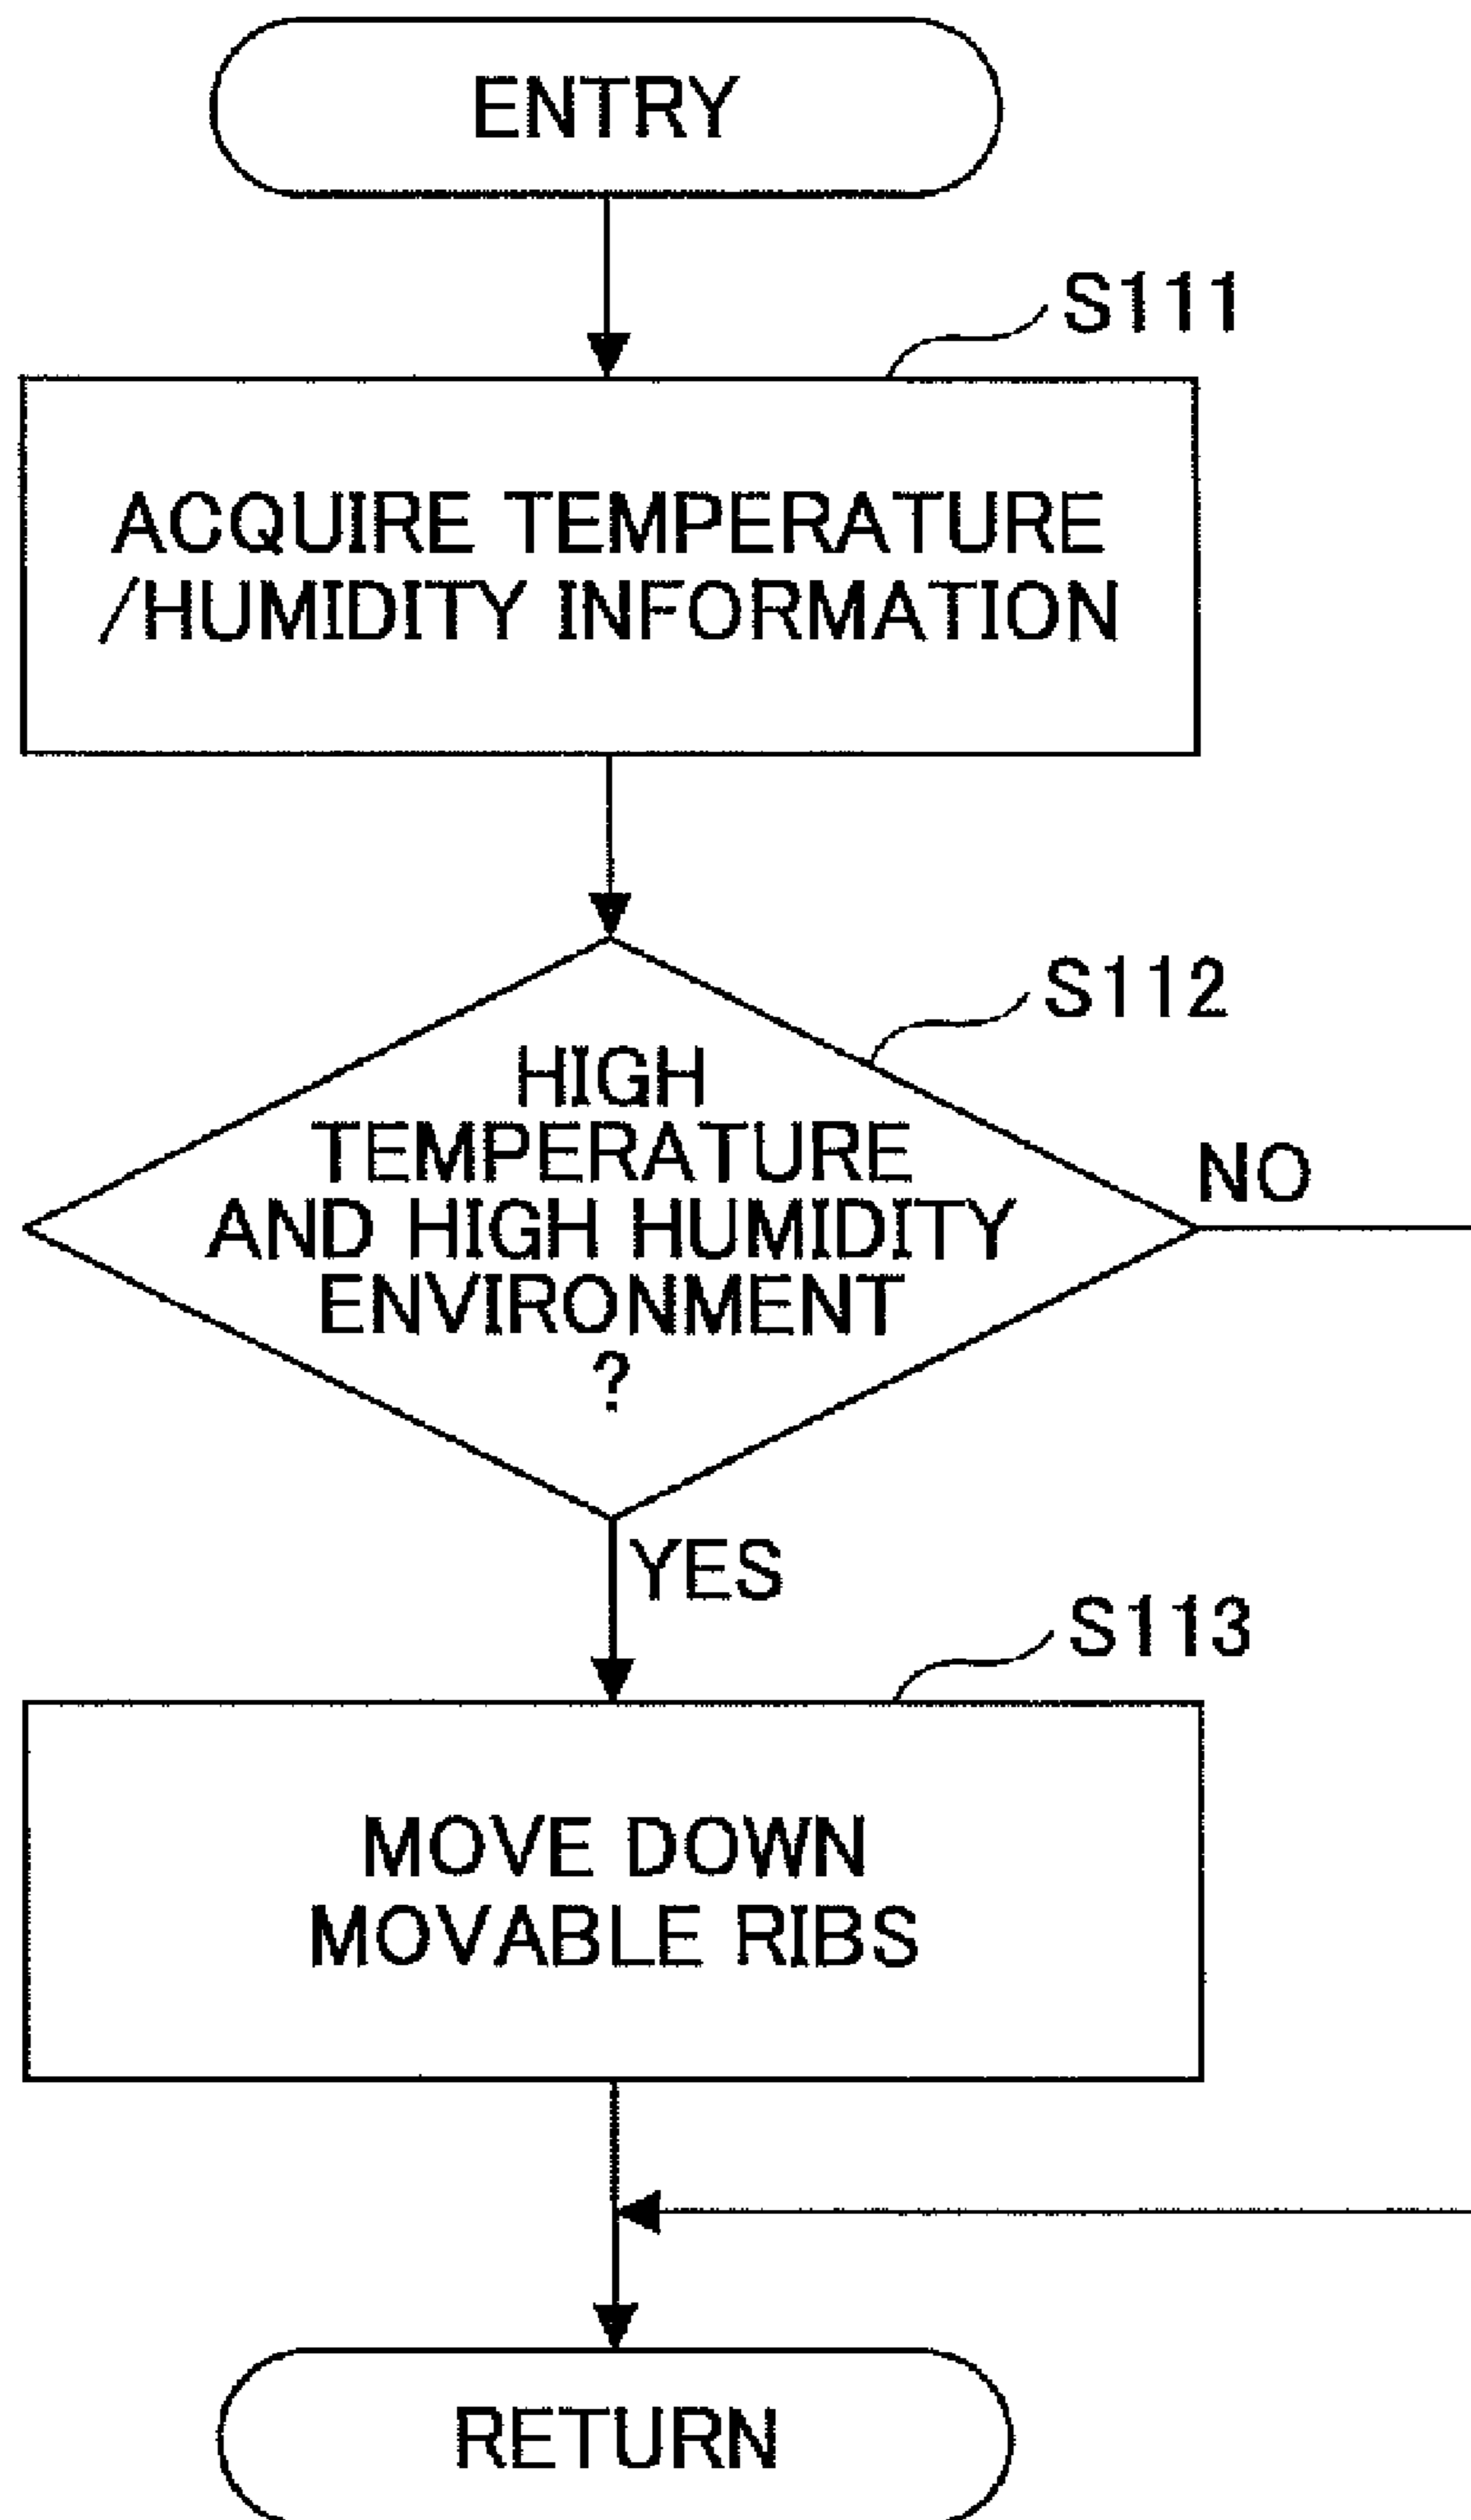 ENTRY
S111
ACQUIRE TEMPERATURE
/HUMIDITY INFORMATION
S112
HIGH
TEMPERATURE
AND HIGH HUMIDITY
ENVIRONMENT
?
NO
YES
S113
MOVE DOWN
MOVABLE RIBS
RETURN